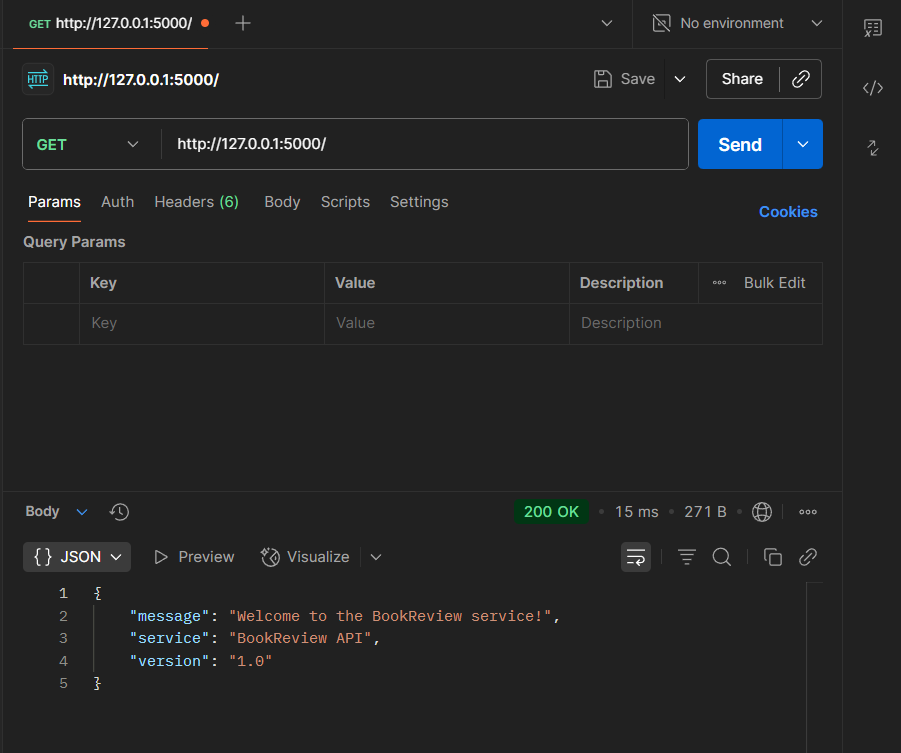 GET http://127.0.0.1:5000/ No environment
HTTP http://127.0.0.1:5000/ Save Share
GET http://127.0.0.1:5000/ Send
Params Auth Headers (6) Body Scripts Settings Cookies
Query Params
Key Value Description Bulk Edit
Key Value Description
Body 200 OK 15 ms 271 B
{} JSON Preview Visualize
1 {
2 "message": "Welcome to the BookReview service!",
3 "service": "BookReview API",
4 "version": "1.0"
5 }